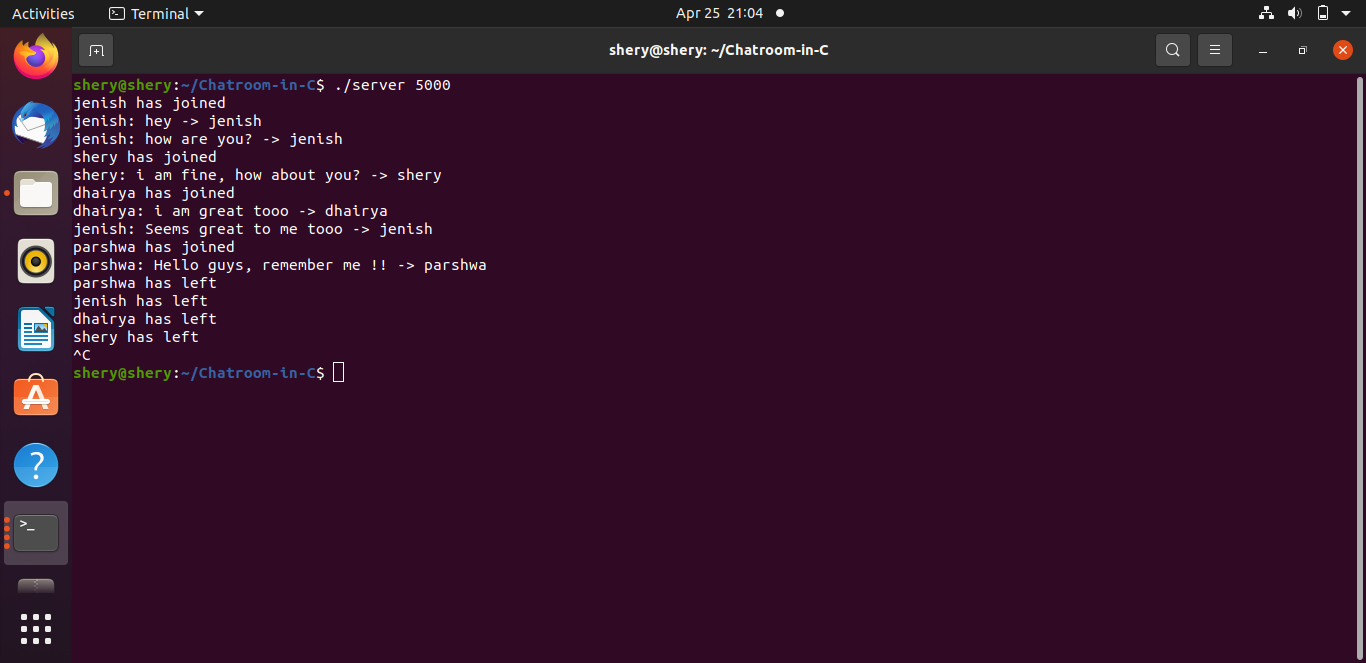 Activities
Terminal
Apr 25 21:04
shery@shery: ~/Chatroom-in-C
shery@shery:~/Chatroom-in-C$ ./server 5000
jenish has joined
jenish: hey -> jenish
jenish: how are you? -> jenish
shery has joined
shery: i am fine, how about you? -> shery
dhairya has joined
dhairya: i am great tooo -> dhairya
jenish: Seems great to me tooo -> jenish
parshwa has joined
parshwa: Hello guys, remember me !! -> parshwa
parshwa has left
jenish has left
dhairya has left
shery has left
^C
shery@shery:~/Chatroom-in-C$